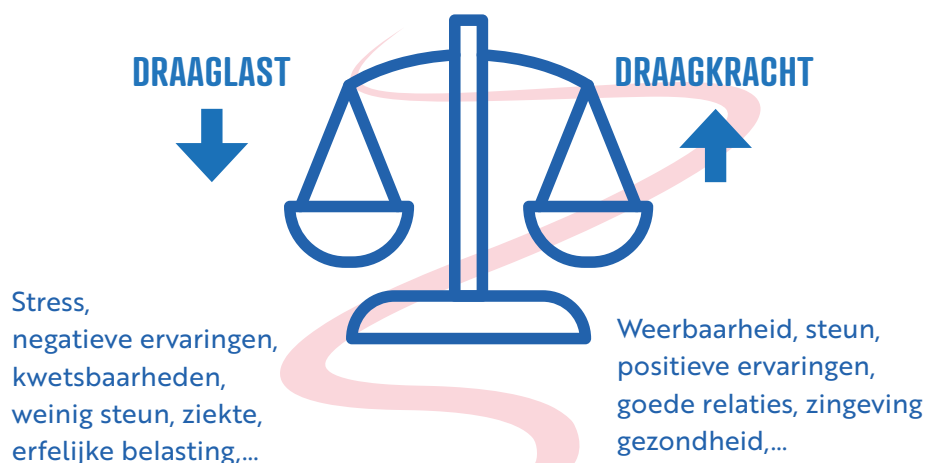 DRAAGLAST
DRAAGKRACHT
Stress,
negatieve ervaringen,
kwetsbaarheden,
weinig steun, ziekte,
erfelijke belasting,...
Weerbaarheid, steun,
positieve ervaringen,
goede relaties, zingeving
gezondheid,...